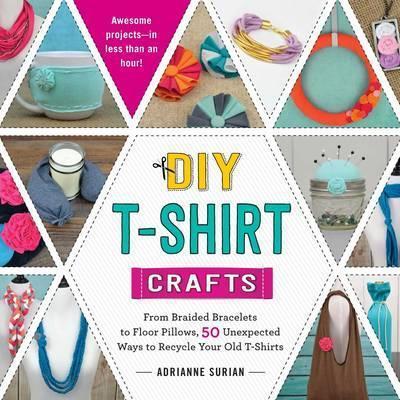 Awesome
projects—in
less than an
hour!
DIY
T-SHIRT
CRAFTS
From Braided Bracelets
to Floor Pillows, 50 Unexpected
Ways to Recycle Your Old T-Shirts
ADRIANNE SURIAN